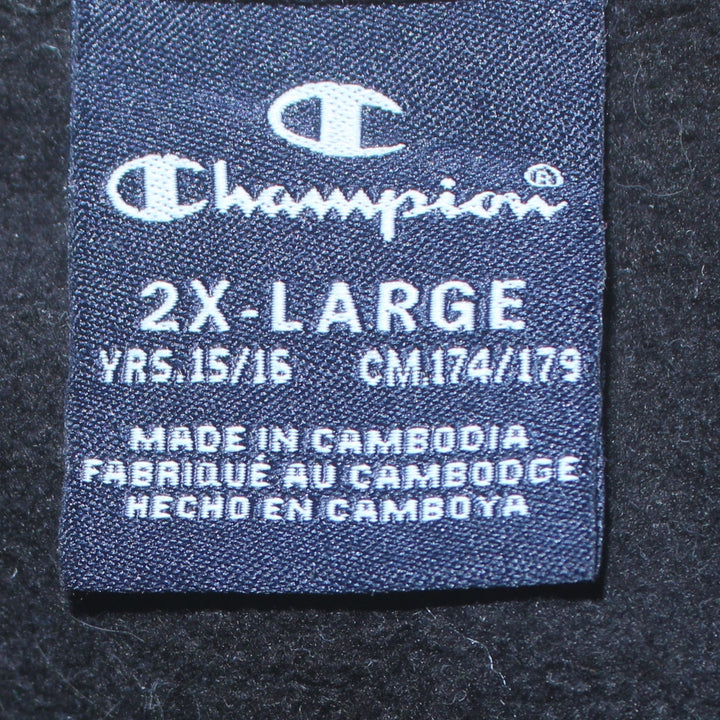 Champion®
2X-LARGE
YRS.15/16 CM.174/179
MADE IN CAMBODIA
FABRIQUÉ AU CAMBODGE
HECHO EN CAMBOYA